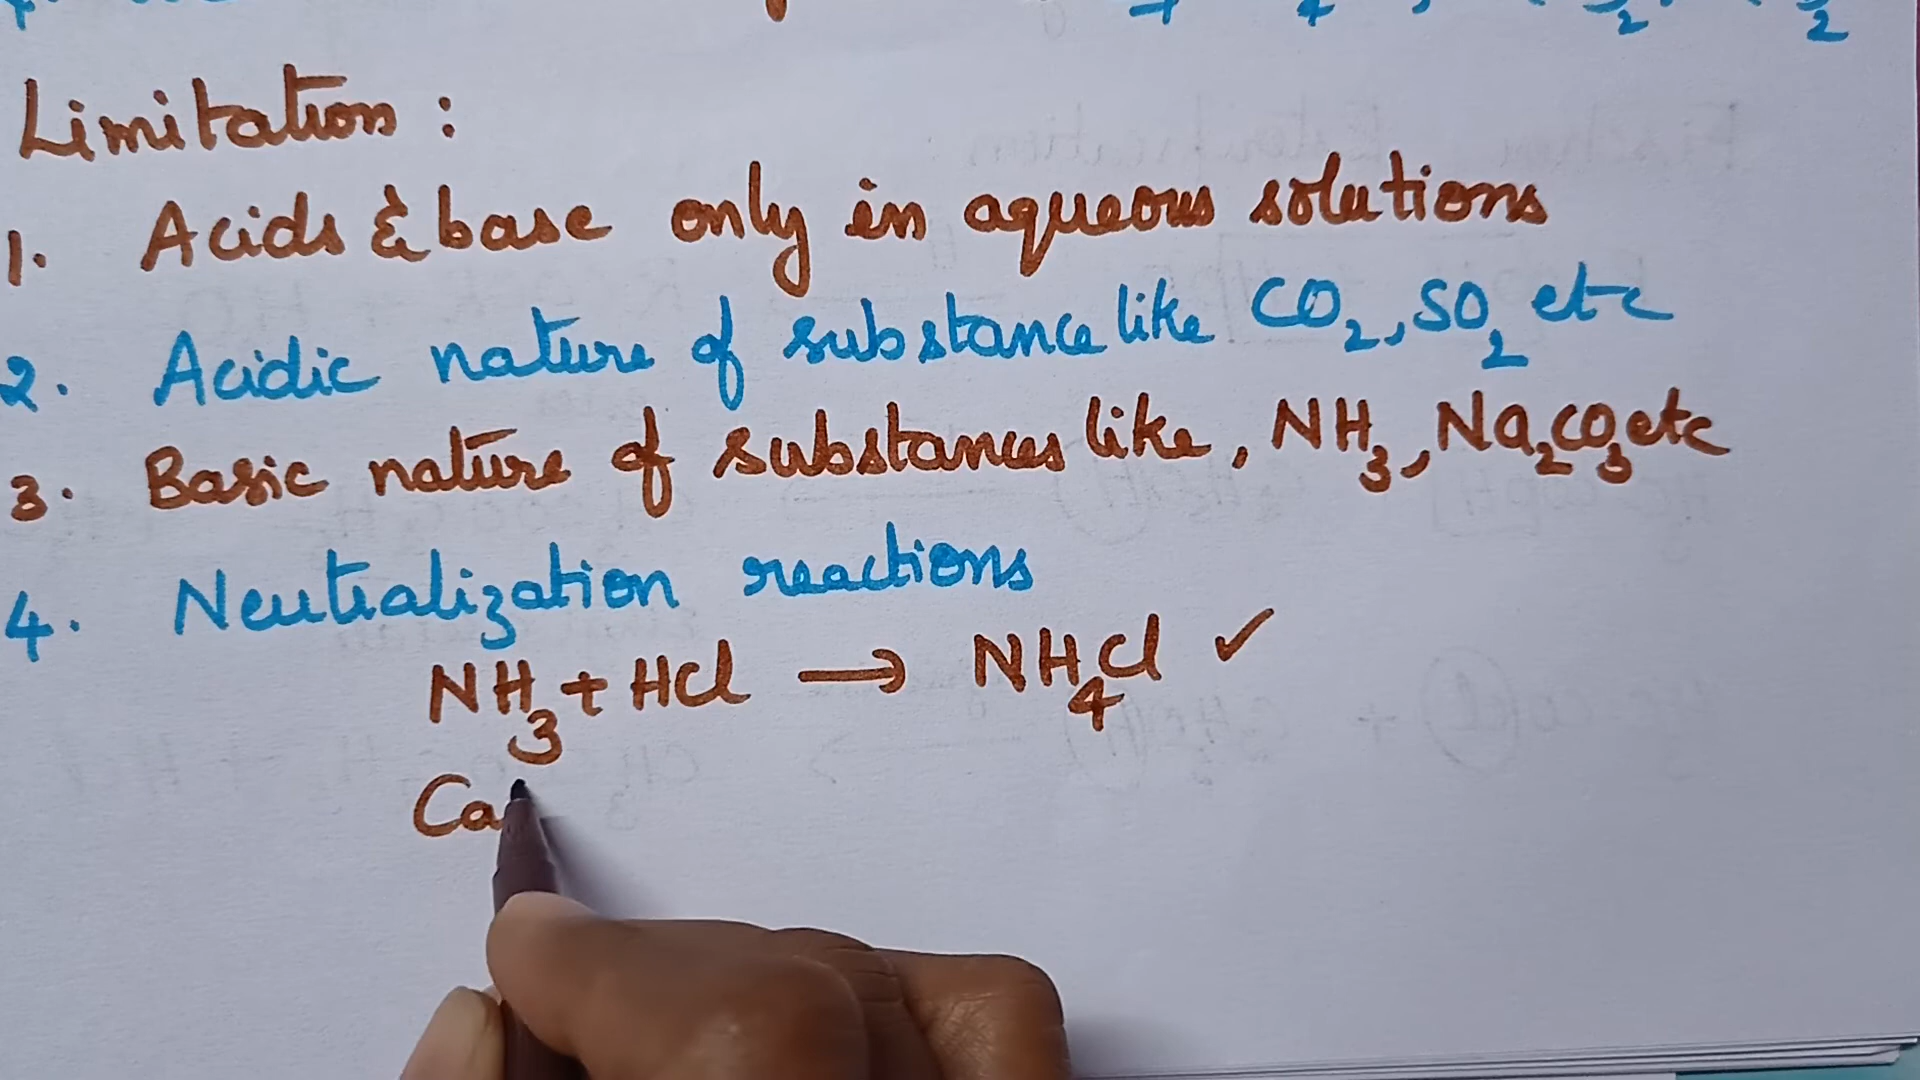 Limitation :
1. Acids & base only in aqueous solutions
2. Acidic nature of substance like CO2, SO2 etc
3. Basic nature of substances like, NH3, Na2CO3 etc
4. Neutralization reactions
NH3 + HCl → NH4Cl ✓
Ca